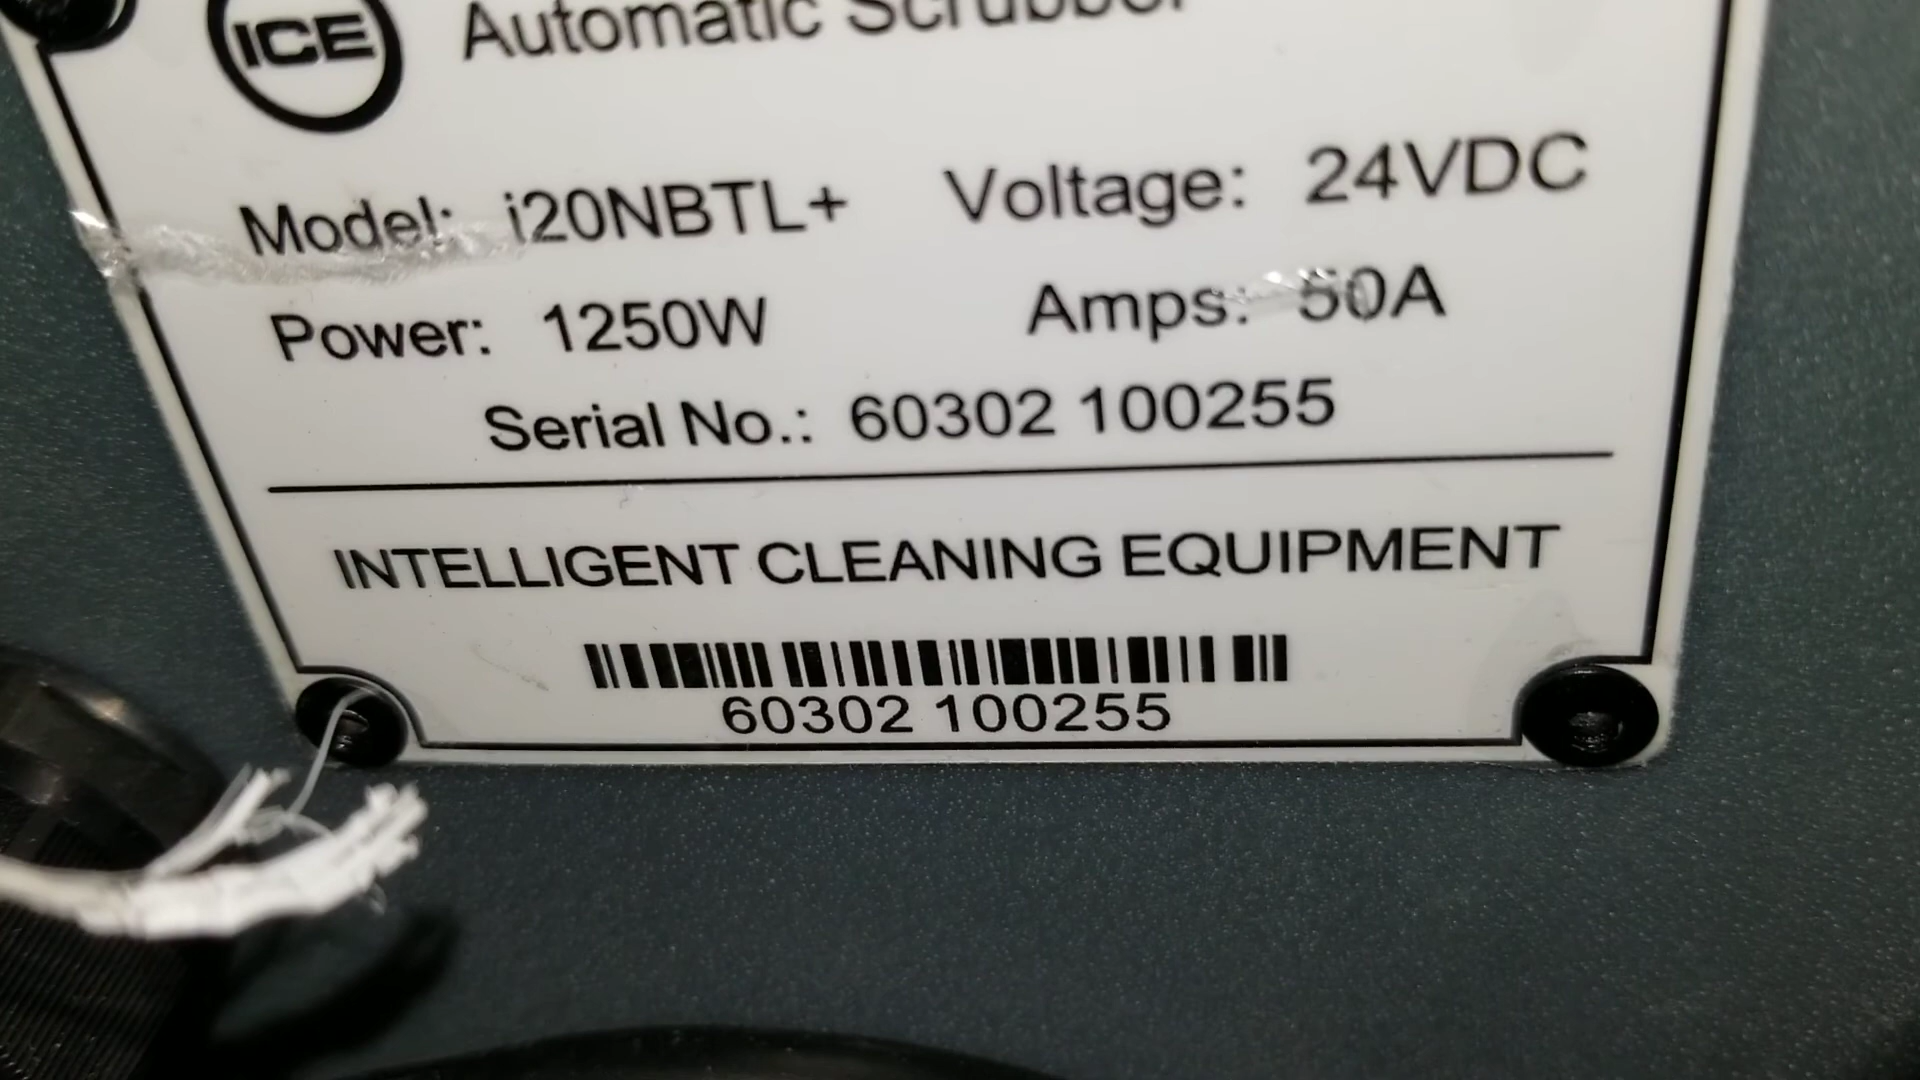 ICE Automatic Scrubber
Model: i20NBTL+ Voltage: 24VDC
Power: 1250W Amps: 50A
Serial No.: 60302 100255
INTELLIGENT CLEANING EQUIPMENT
60302 100255